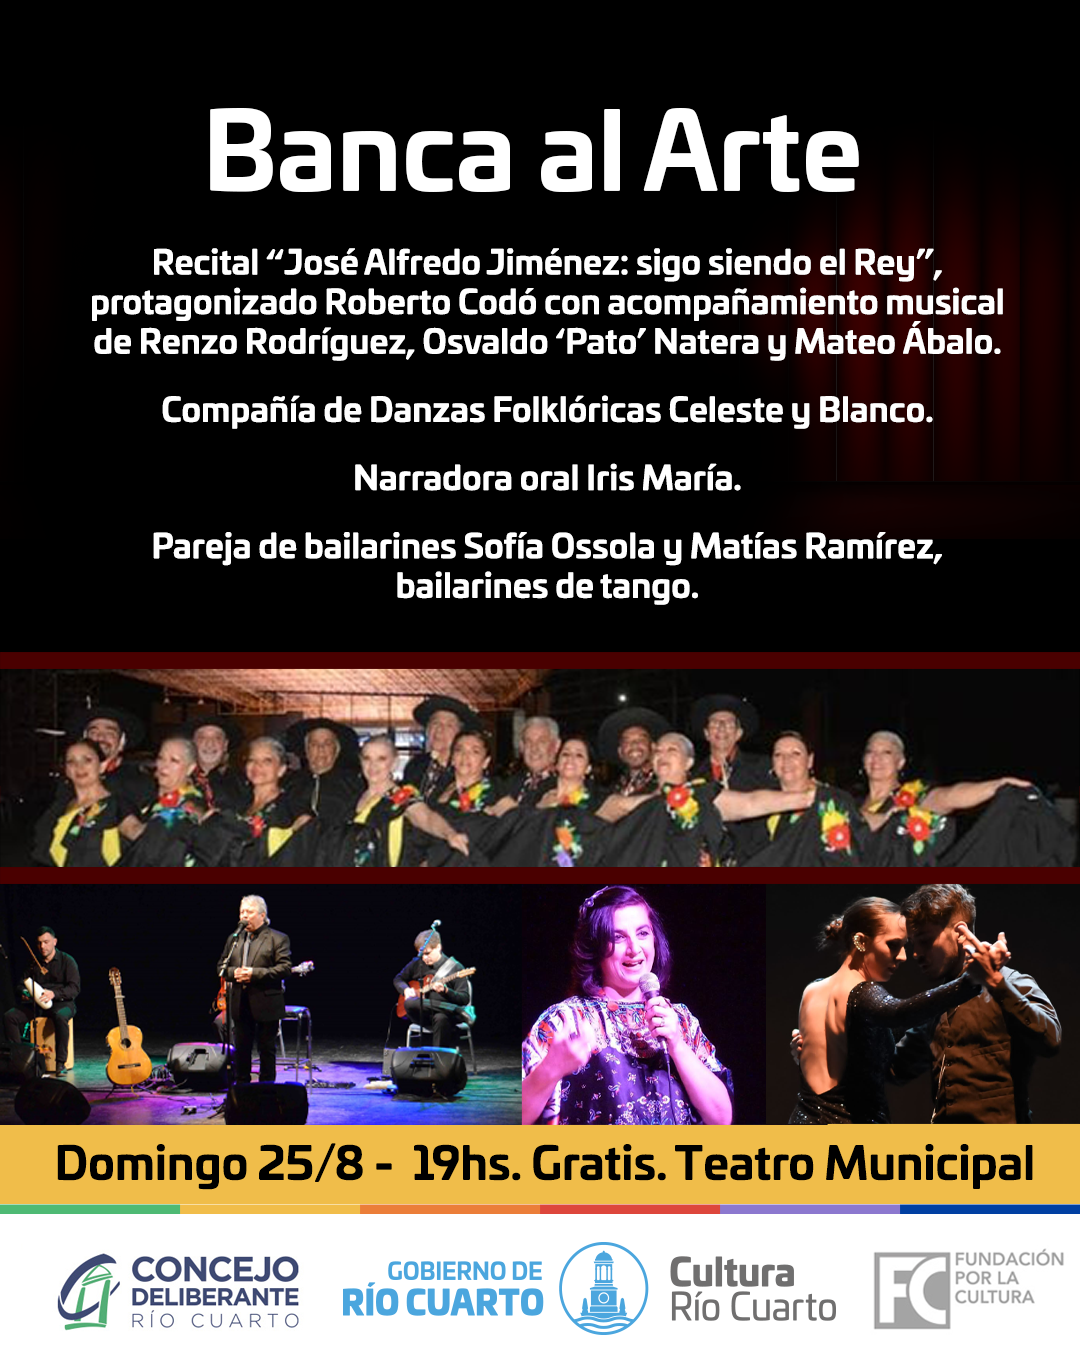 Banca al Arte
Recital “José Alfredo Jiménez: sigo siendo el Rey”,
protagonizado Roberto Codó con acompañamiento musical
de Renzo Rodríguez, Osvaldo ‘Pato’ Natera y Mateo Ábalo.
Compañía de Danzas Folklóricas Celeste y Blanco.
Narradora oral Iris María.
Pareja de bailarines Sofía Ossola y Matías Ramírez,
bailarines de tango.
Domingo 25/8 - 19hs. Gratis. Teatro Municipal
CONCEJO
DELIBERANTE
RÍO CUARTO
GOBIERNO DE
RÍO CUARTO
Cultura
Río Cuarto
FC
FUNDACIÓN
POR LA
CULTURA